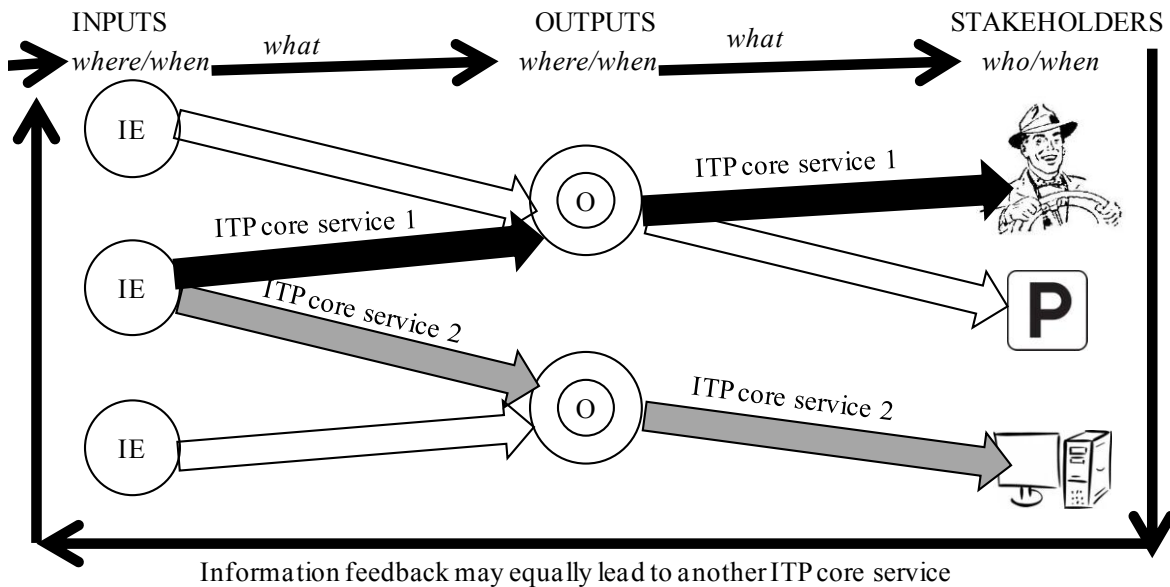 INPUTS
where/when
what
OUTPUTS
where/when
what
STAKEHOLDERS
who/when
IE
ITP core service 1
O
ITP core service 1
IE
ITP core service 2
P
IE
O
ITP core service 2
Information feedback may equally lead to another ITP core service